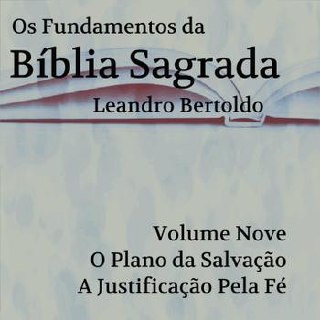 Os Fundamentos da
Bíblia Sagrada
Leandro Bertoldo
Volume Nove
O Plano da Salvação
A Justificação Pela Fé